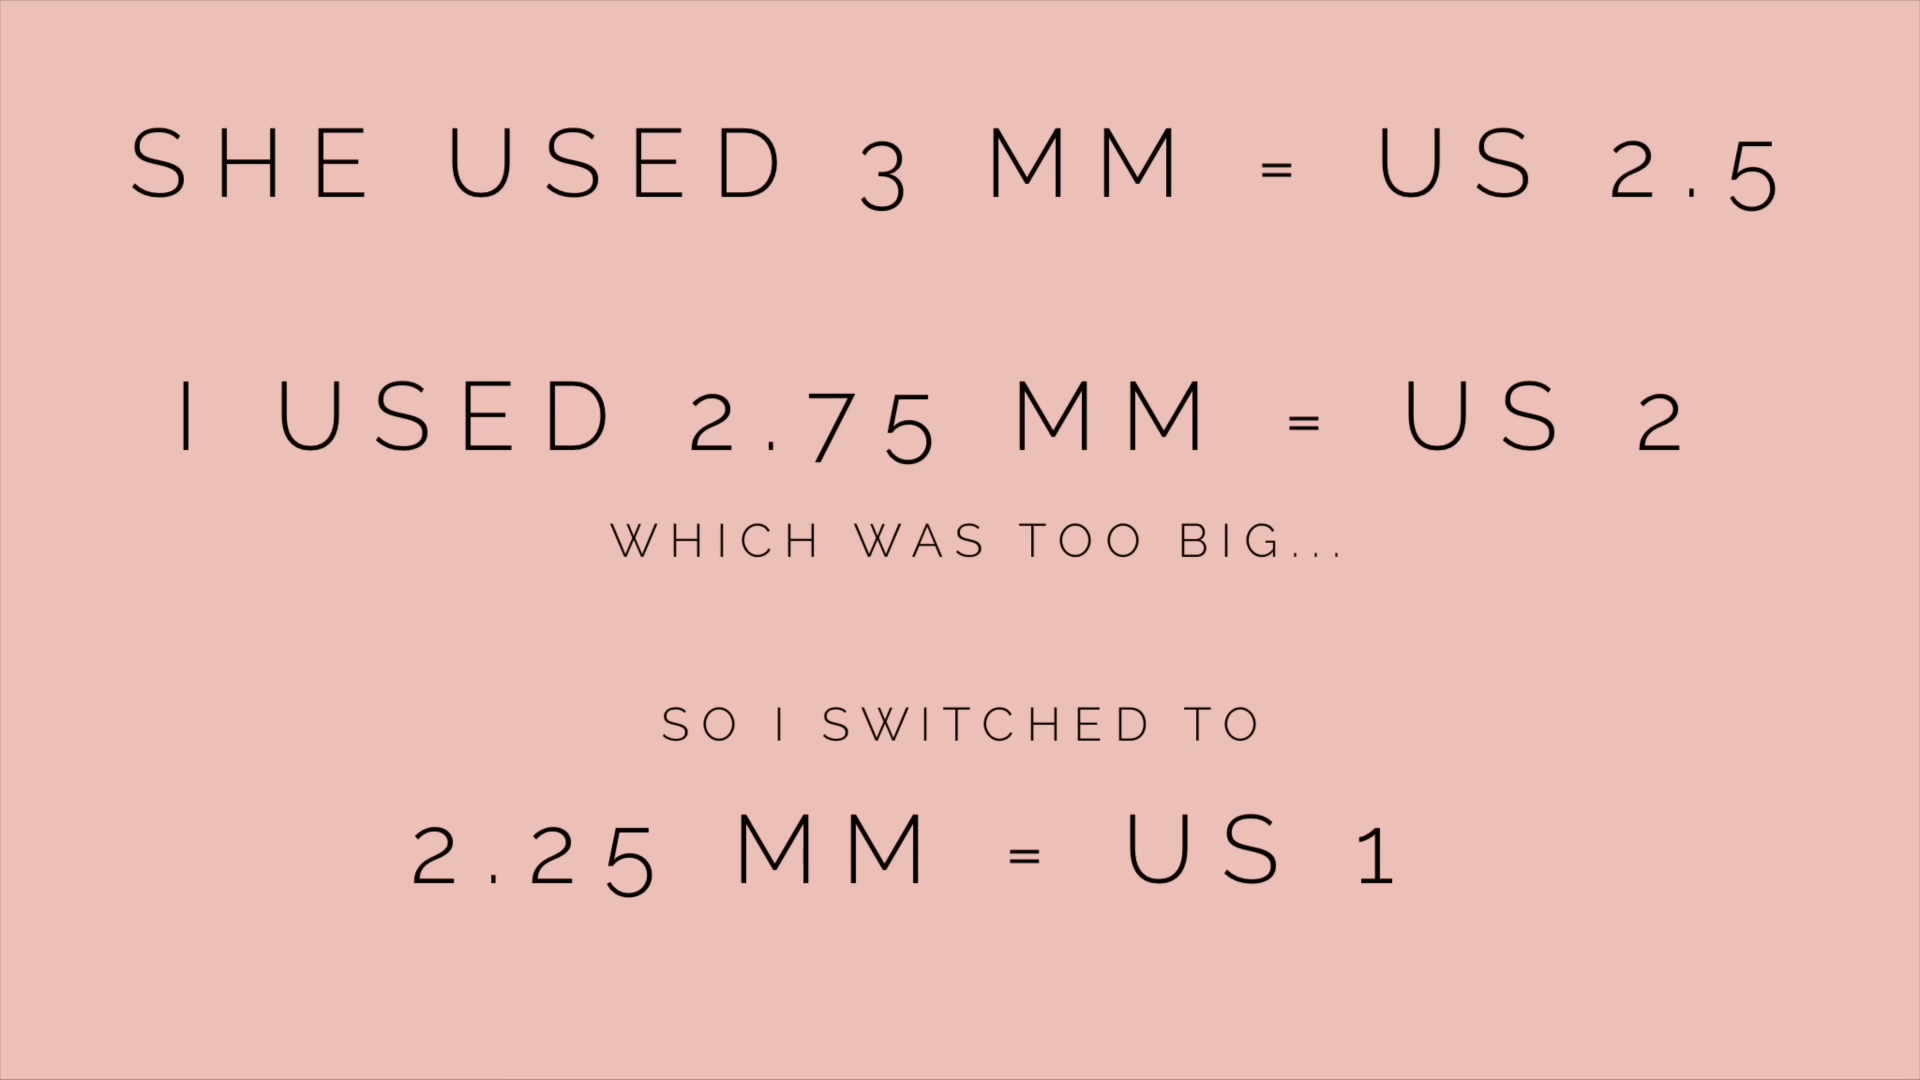 SHE USED 3 MM = US 2.5
I USED 2.75 MM = US 2
WHICH WAS TOO BIG...
SO I SWITCHED TO
2.25 MM = US 1